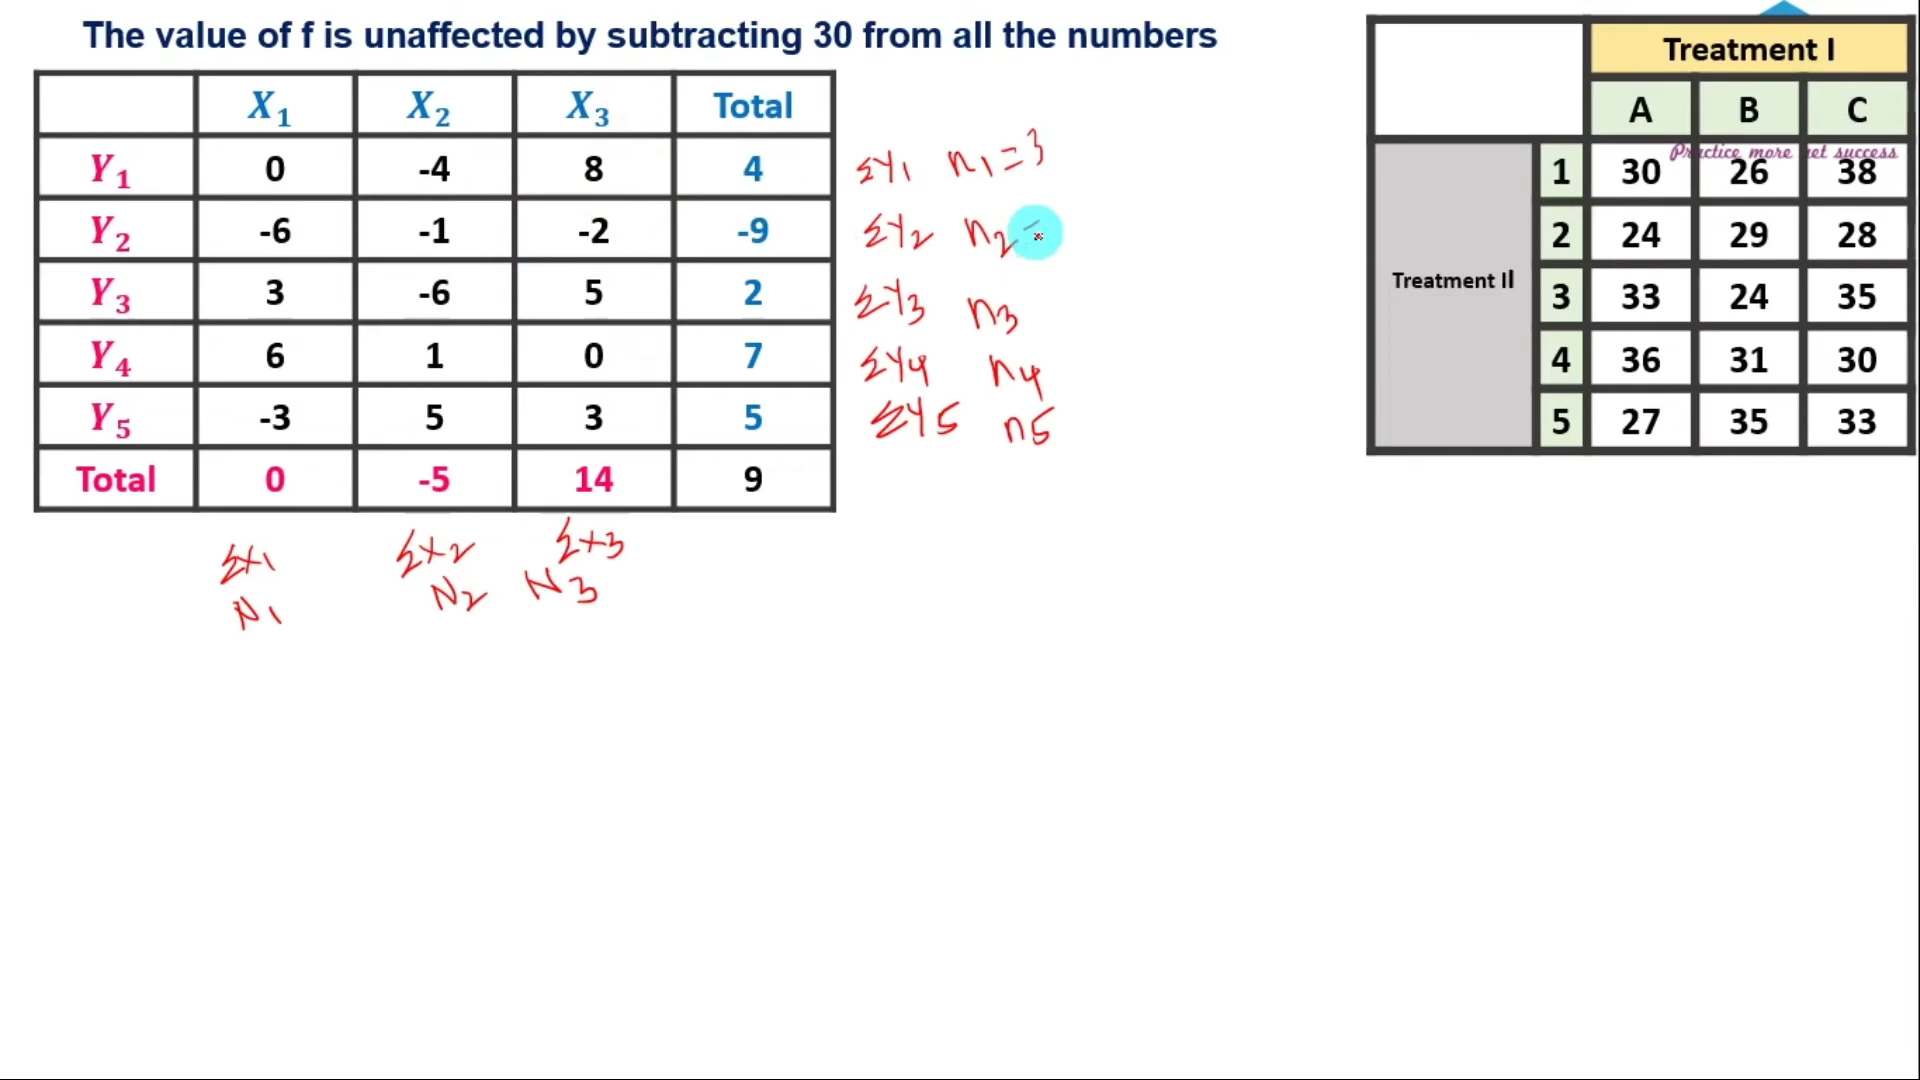 The value of f is unaffected by subtracting 30 from all the numbers
X₁ X₂ X₃ Total
Y₁ 0 -4 8 4
Y₂ -6 -1 -2 -9
Y₃ 3 -6 5 2
Y₄ 6 1 0 7
Y₅ -3 5 3 5
Total 0 -5 14 9
ΣY1 n1=3
ΣY2 n2=
ΣY3 n3
ΣY4 n4
ΣY5 n5
ΣX1 ΣX2 ΣX3
N1 N2 N3
Treatment I
A B C
Practice more get success
Treatment II
1 30 26 38
2 24 29 28
3 33 24 35
4 36 31 30
5 27 35 33